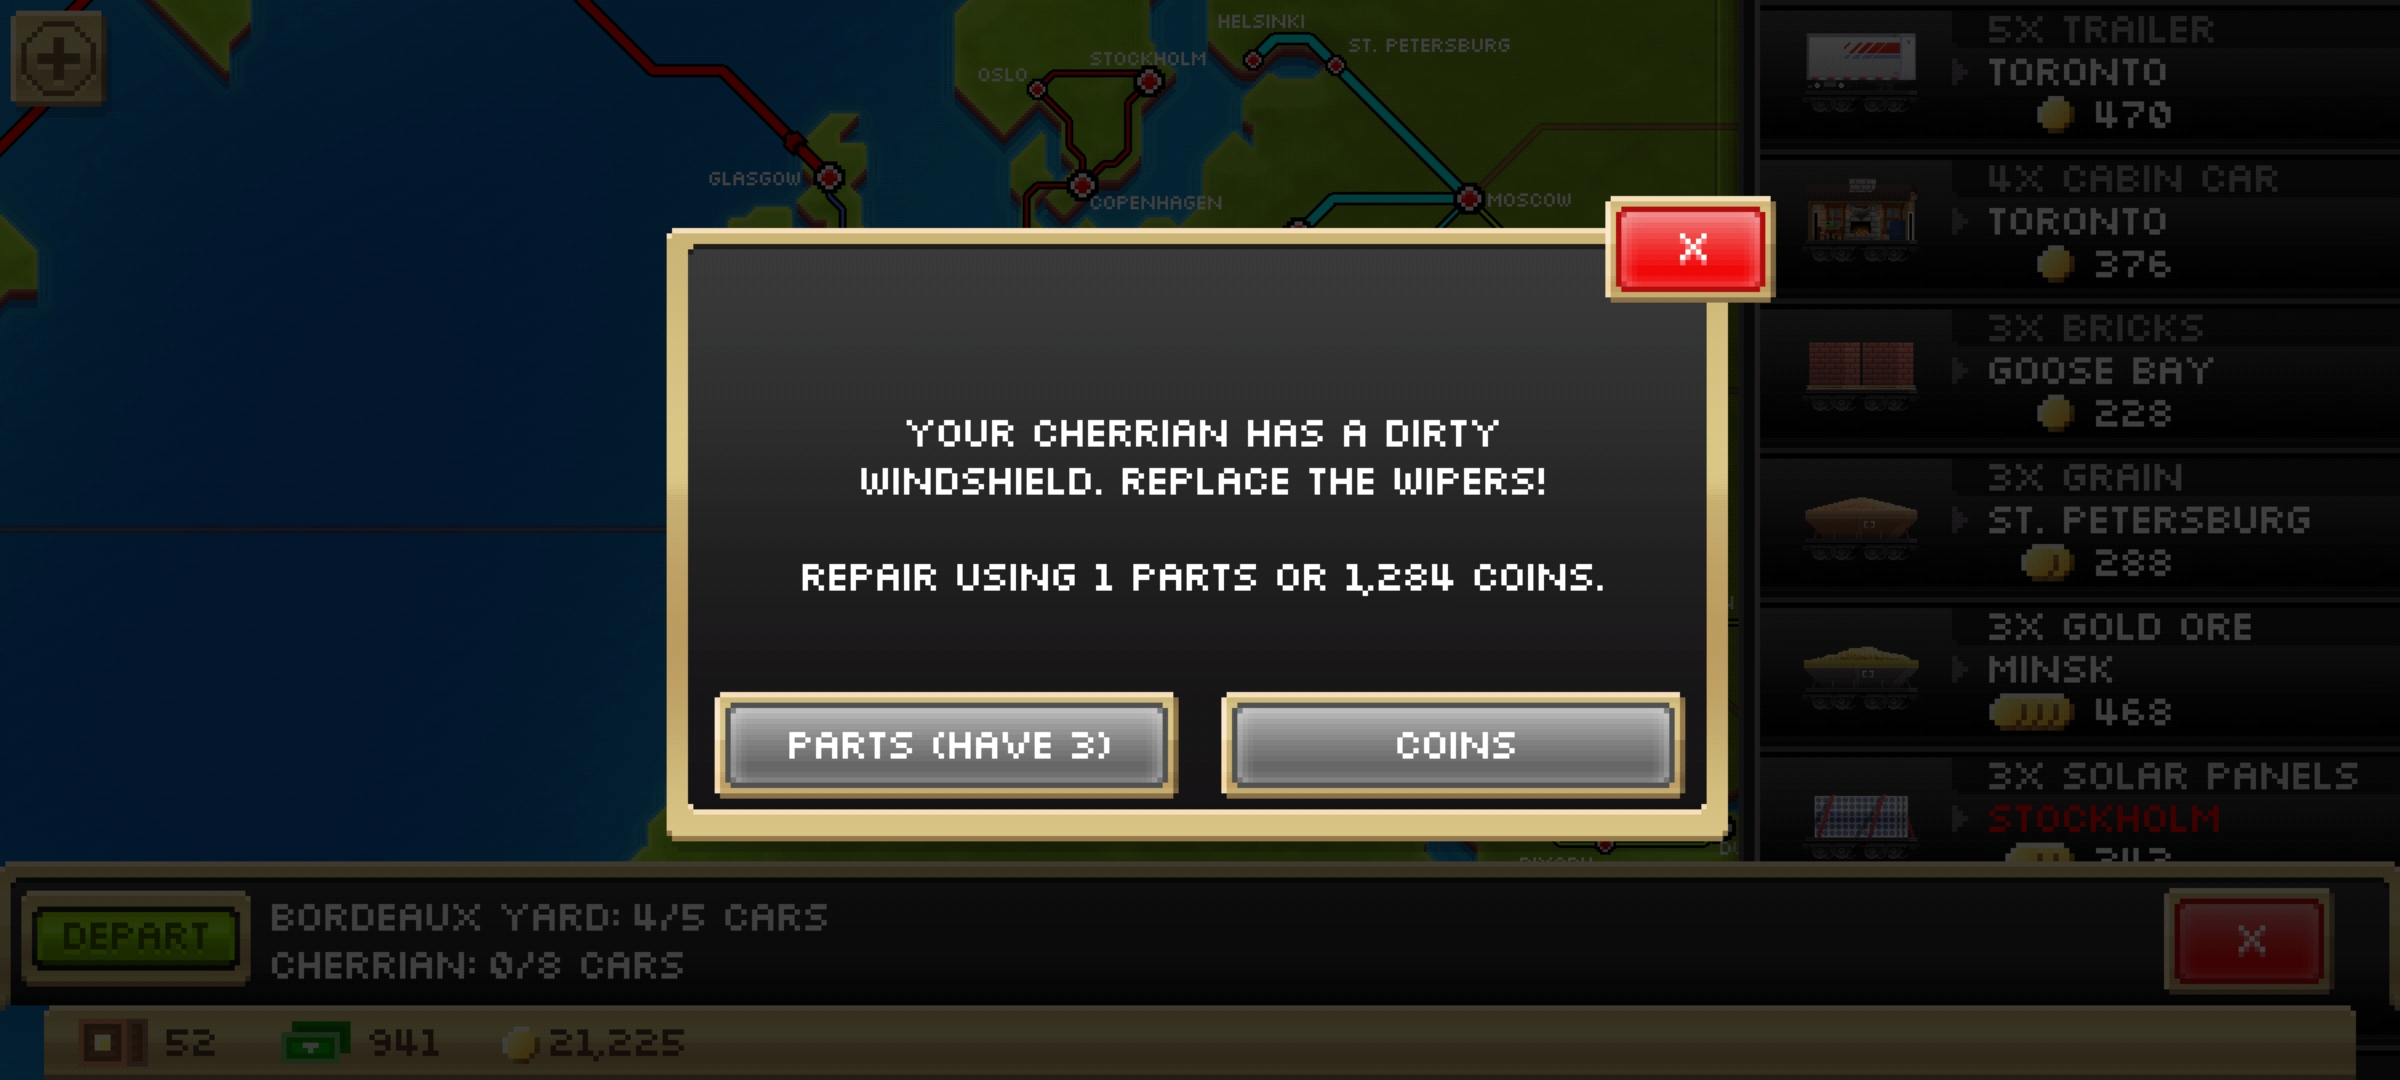 HELSINKI
STOCKHOLM
ST. PETERSBURG
OSLO
GLASGOW
COPENHAGEN
MOSCOW
5X TRAILER
TORONTO
470
4X CABIN CAR
TORONTO
376
3X BRICKS
GOOSE BAY
228
3X GRAIN
ST. PETERSBURG
288
3X GOLD ORE
MINSK
468
3X SOLAR PANELS
STOCKHOLM
X
YOUR CHERRIAN HAS A DIRTY
WINDSHIELD. REPLACE THE WIPERS!
REPAIR USING 1 PARTS OR 1,284 COINS.
PARTS (HAVE 3)
COINS
DEPART
BORDEAUX YARD: 4/5 CARS
CHERRIAN: 0/8 CARS
X
52
941
21,225